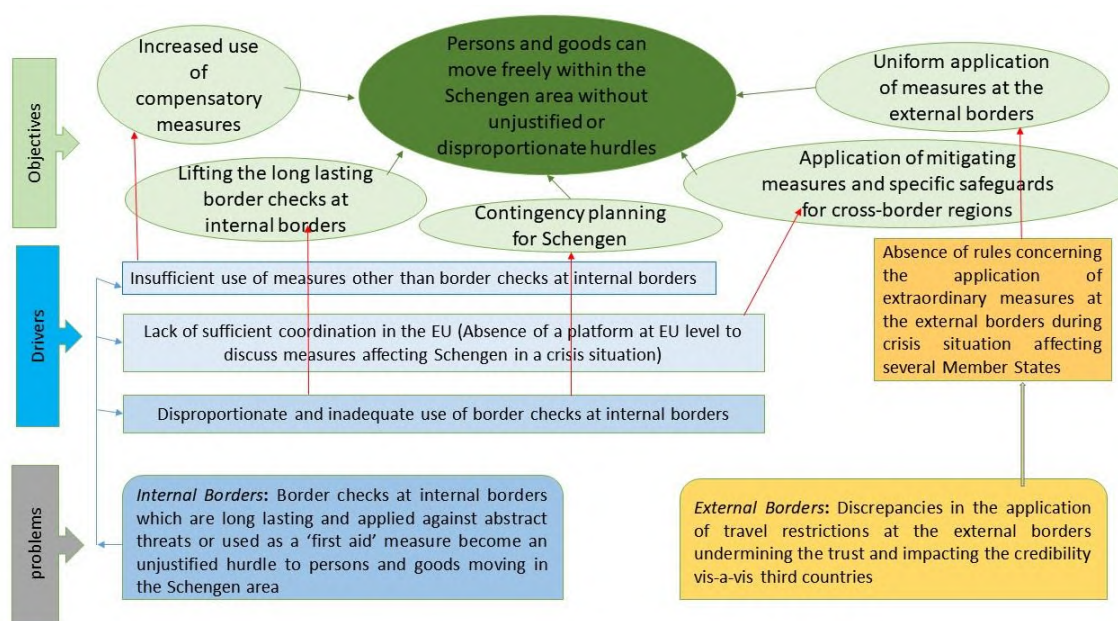 Objectives
Increased use
of
compensatory
measures
Persons and goods can
move freely within the
Schengen area without
unjustified or
disproportionate hurdles
Uniform application
of measures at the
external borders
Lifting the long lasting
border checks at
internal borders
Contingency planning
for Schengen
Application of mitigating
measures and specific safeguards
for cross-border regions
Drivers
Insufficient use of measures other than border checks at internal borders
Lack of sufficient coordination in the EU (Absence of a platform at EU level to
discuss measures affecting Schengen in a crisis situation)
Disproportionate and inadequate use of border checks at internal borders
Absence of rules concerning
the application of
extraordinary measures at
the external borders during
crisis situation affecting
several Member States
problems
Internal Borders: Border checks at internal borders
which are long lasting and applied against abstract
threats or used as a ‘first aid’ measure become an
unjustified hurdle to persons and goods moving in
the Schengen area
External Borders: Discrepancies in the application
of travel restrictions at the external borders
undermining the trust and impacting the credibility
vis-a-vis third countries